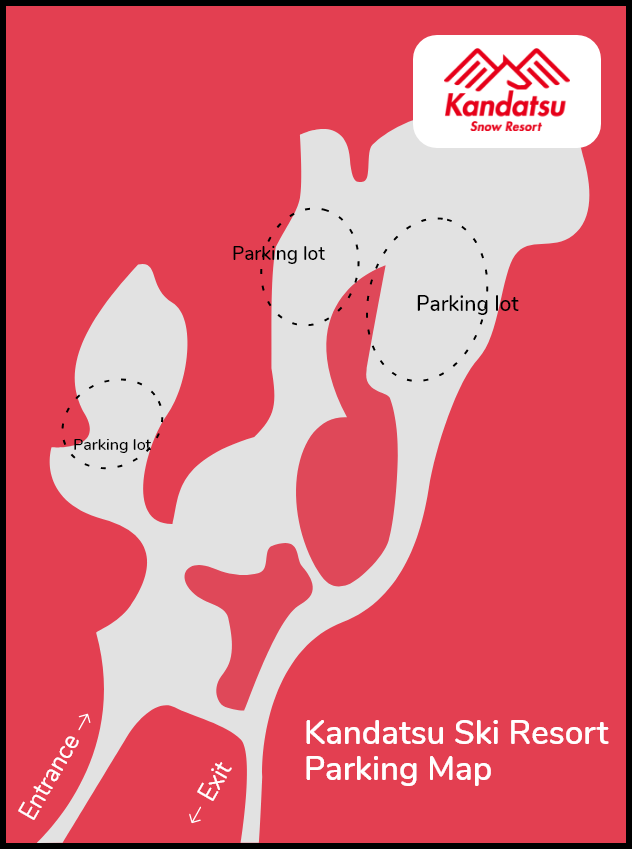 Kandatsu
Snow Resort
Parking lot
Parking lot
Parking lot
Kandatsu Ski Resort
Parking Map
Entrance →
← Exit